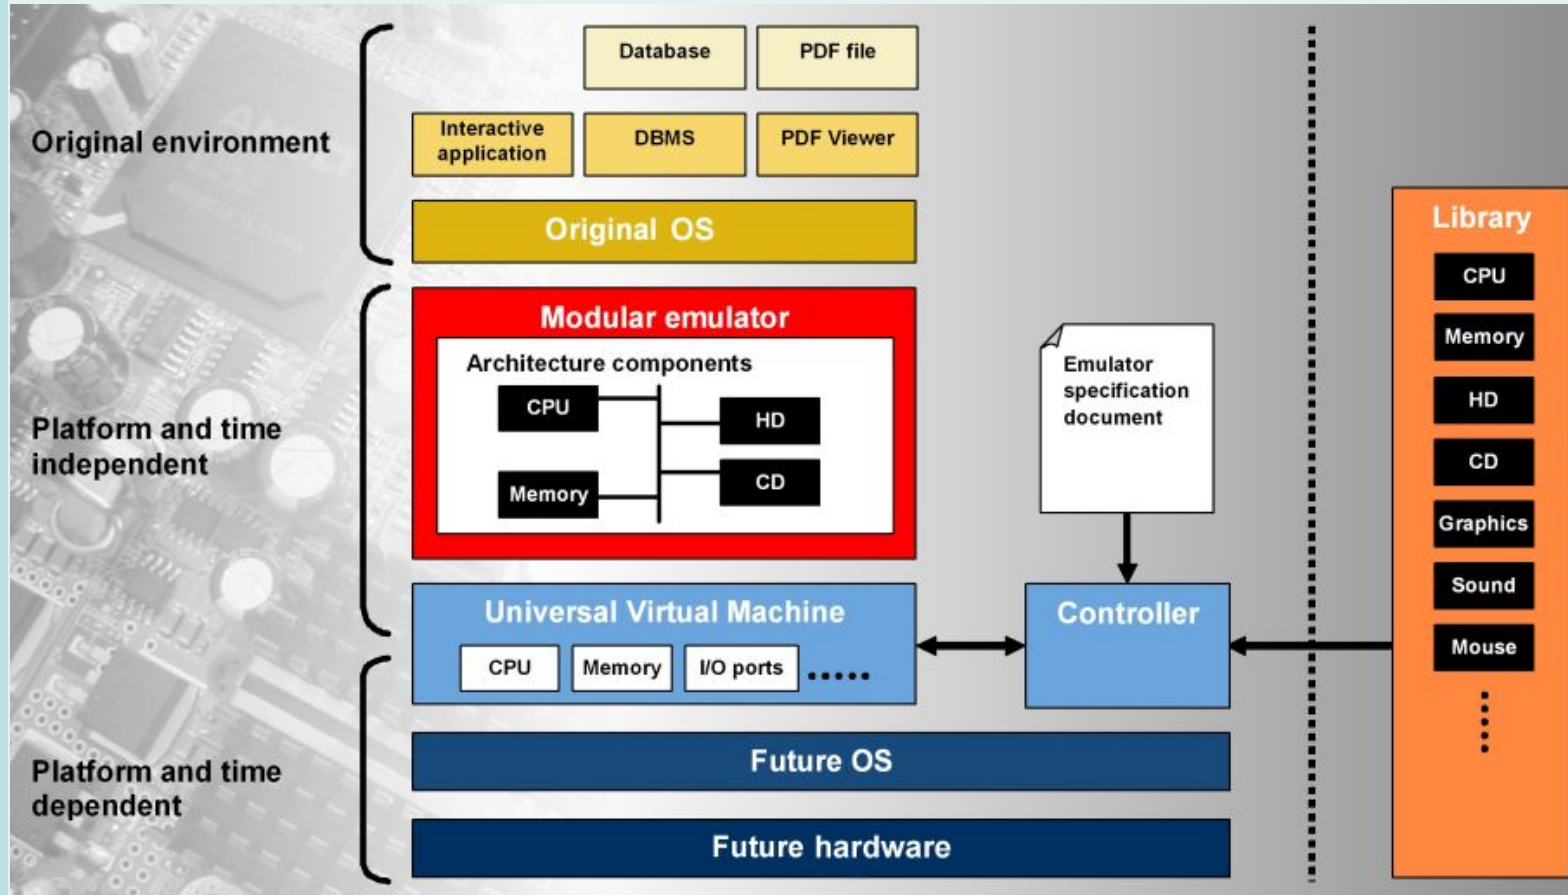 Database
PDF file
Original environment
Interactive
application
DBMS
PDF Viewer
Original OS
Library
CPU
Memory
HD
CD
Graphics
Sound
Mouse
Modular emulator
Architecture components
CPU
HD
Memory
CD
Emulator
specification
document
Platform and time
independent
Universal Virtual Machine
CPU
Memory
I/O ports
Controller
Platform and time
dependent
Future OS
Future hardware